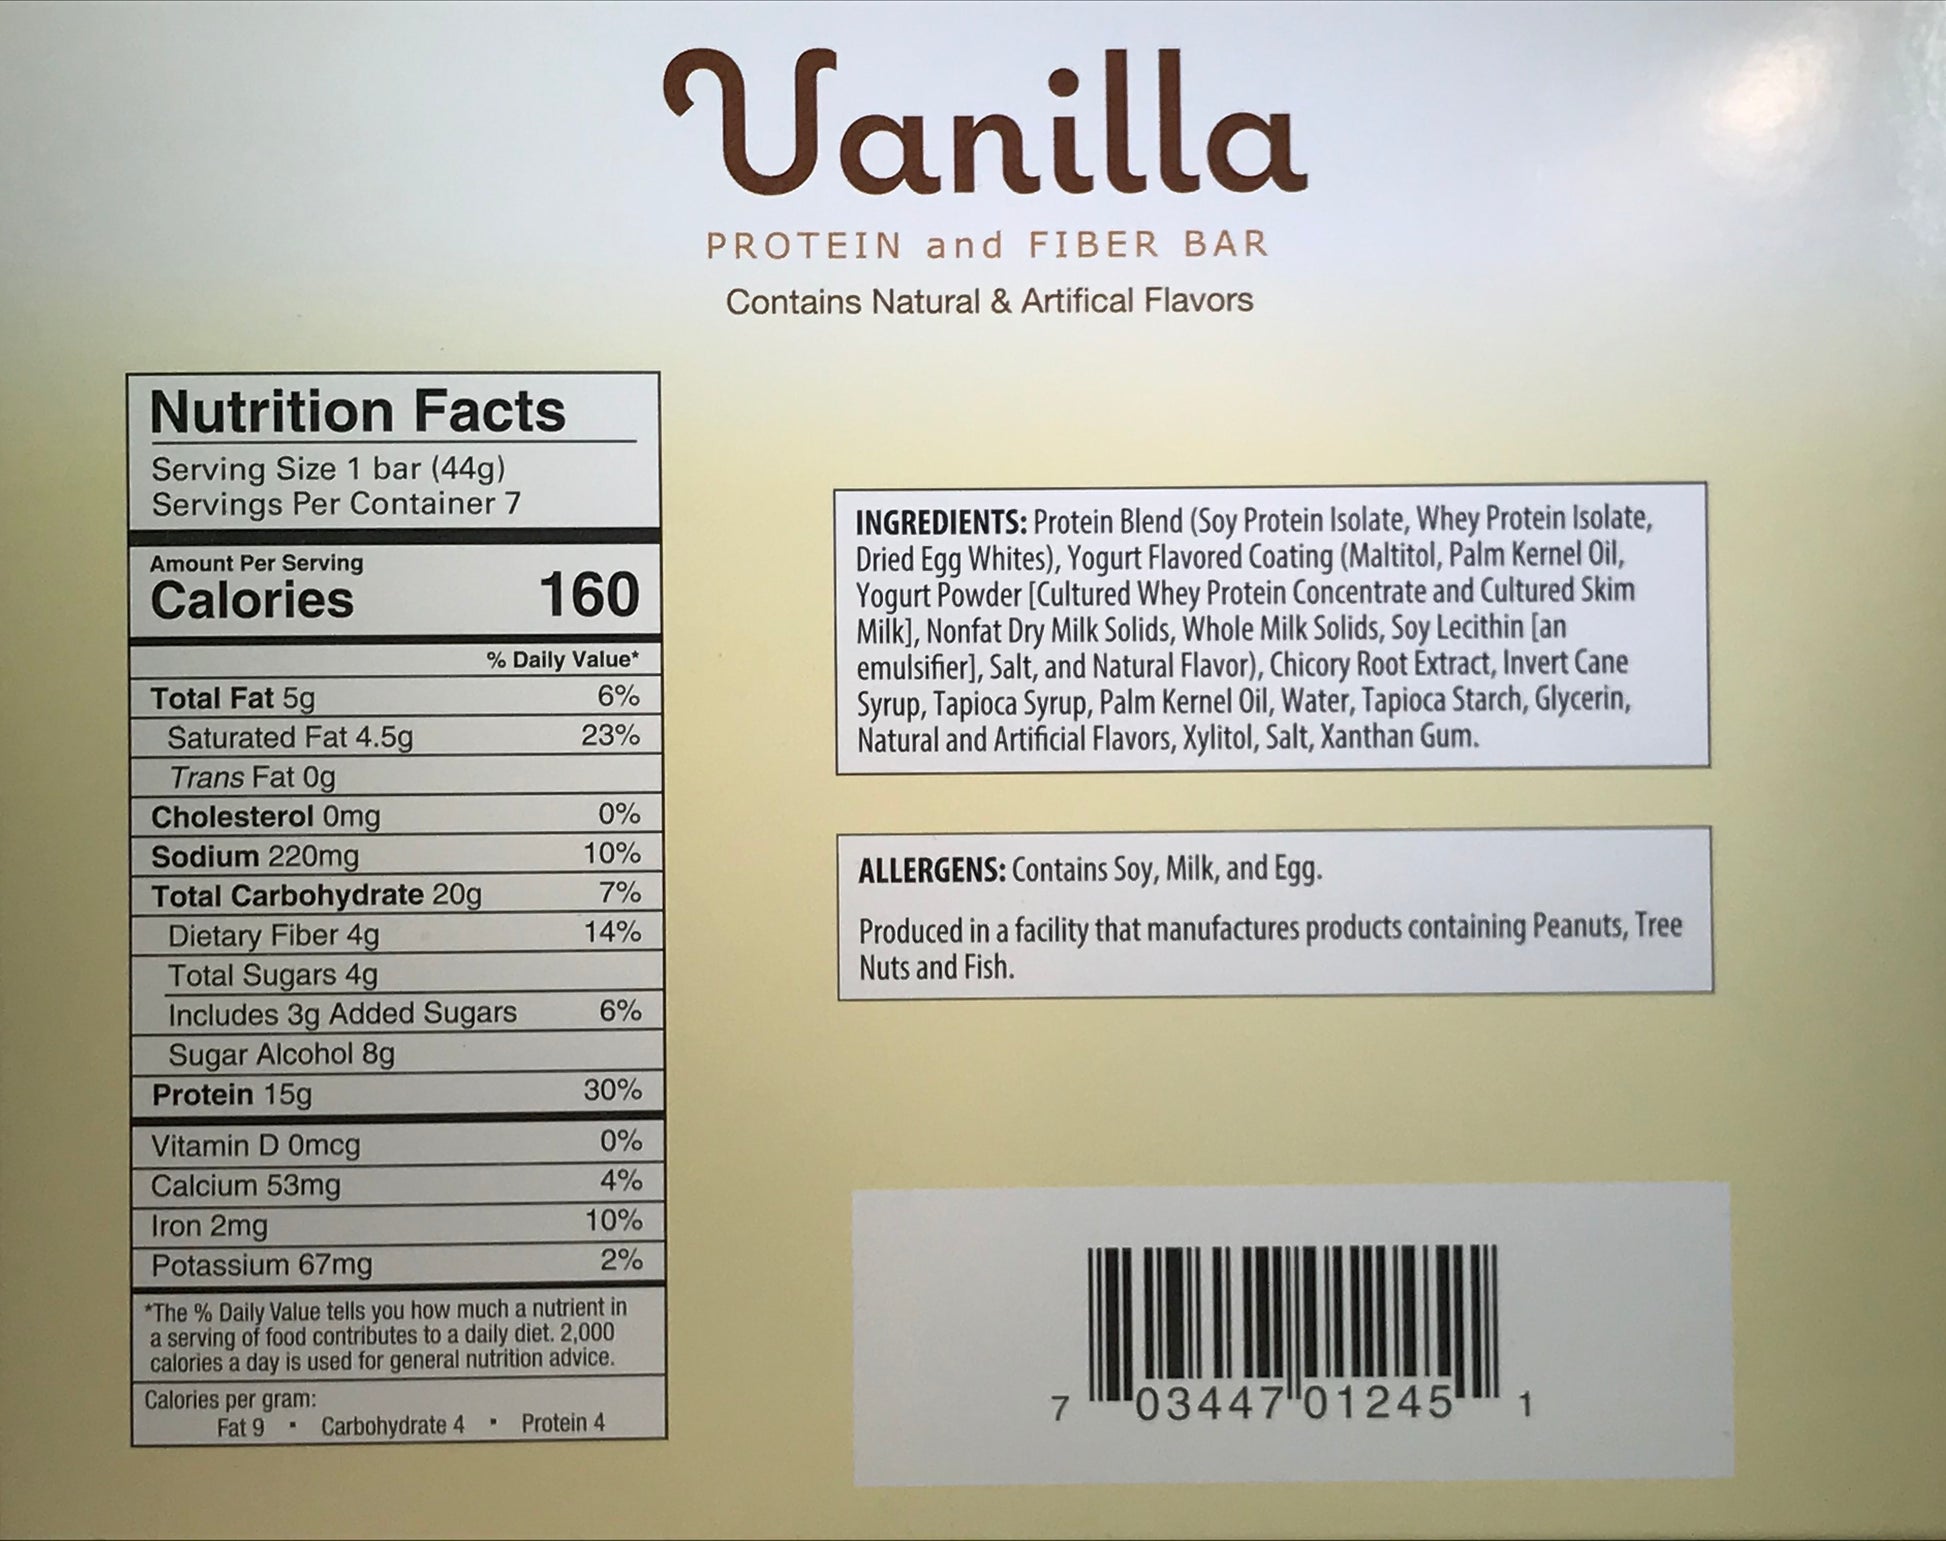 Vanilla
PROTEIN and FIBER BAR
Contains Natural & Artifical Flavors
Nutrition Facts
Serving Size 1 bar (44g)
Servings Per Container 7
Amount Per Serving
Calories 160
% Daily Value*
Total Fat 5g 6%
Saturated Fat 4.5g 23%
Trans Fat 0g
Cholesterol 0mg 0%
Sodium 220mg 10%
Total Carbohydrate 20g 7%
Dietary Fiber 4g 14%
Total Sugars 4g
Includes 3g Added Sugars 6%
Sugar Alcohol 8g
Protein 15g 30%
Vitamin D 0mcg 0%
Calcium 53mg 4%
Iron 2mg 10%
Potassium 67mg 2%
*The % Daily Value tells you how much a nutrient in
a serving of food contributes to a daily diet. 2,000
calories a day is used for general nutrition advice.
Calories per gram:
Fat 9 ▪ Carbohydrate 4 ▪ Protein 4
INGREDIENTS: Protein Blend (Soy Protein Isolate, Whey Protein Isolate,
Dried Egg Whites), Yogurt Flavored Coating (Maltitol, Palm Kernel Oil,
Yogurt Powder [Cultured Whey Protein Concentrate and Cultured Skim
Milk], Nonfat Dry Milk Solids, Whole Milk Solids, Soy Lecithin [an
emulsifier], Salt, and Natural Flavor), Chicory Root Extract, Invert Cane
Syrup, Tapioca Syrup, Palm Kernel Oil, Water, Tapioca Starch, Glycerin,
Natural and Artificial Flavors, Xylitol, Salt, Xanthan Gum.
ALLERGENS: Contains Soy, Milk, and Egg.
Produced in a facility that manufactures products containing Peanuts, Tree
Nuts and Fish.
7 03447 01245 1